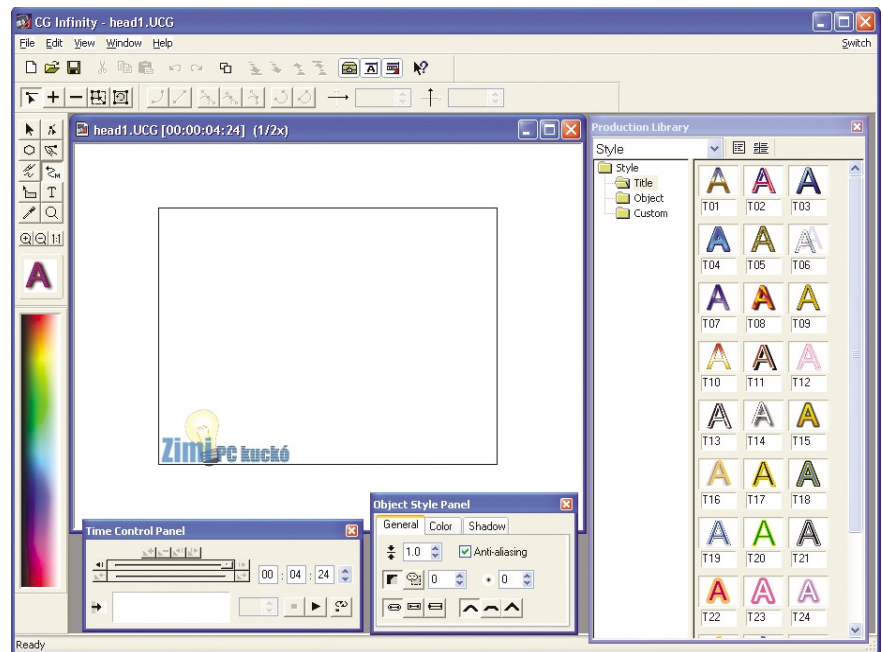 CG Infinity - head1.UCG
File Edit View Window Help Switch
head1.UCG [00:00:04:24] (1/2x)
Production Library
Style
Style
Title
Object
Custom
T01 T02 T03
T04 T05 T06
T07 T08 T09
T10 T11 T12
T13 T14 T15
T16 T17 T18
T19 T20 T21
T22 T23 T24
1:1
Zimi PC kuckó
Time Control Panel
00 : 04 : 24
Object Style Panel
General Color Shadow
1.0 Anti-aliasing
0 0
Ready